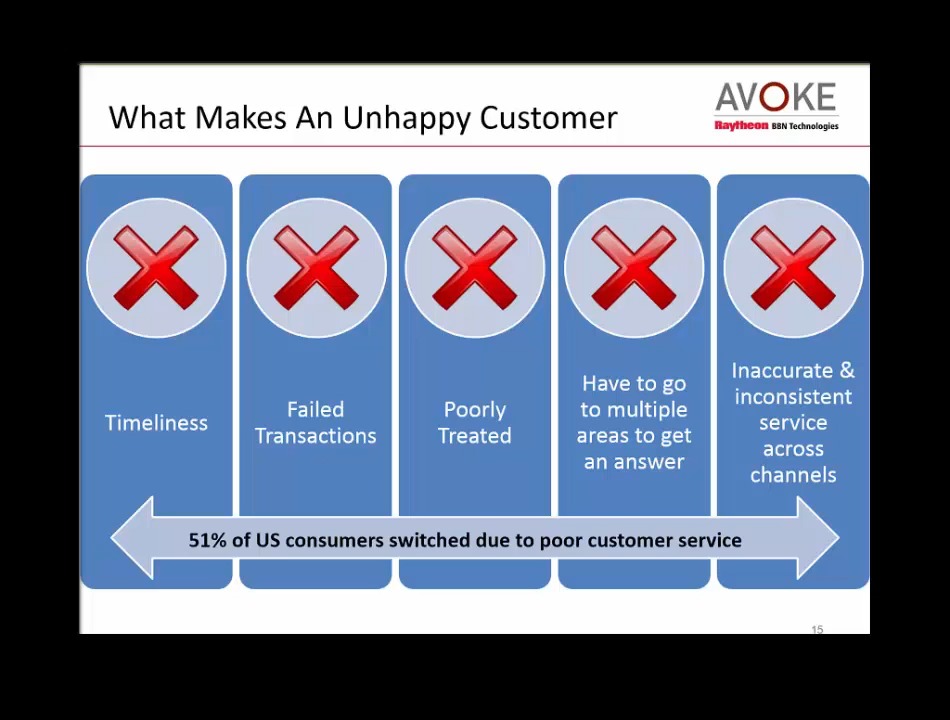 What Makes An Unhappy Customer
AVOKE
Raytheon BBN Technologies
Timeliness
Failed
Transactions
Poorly
Treated
Have to go
to multiple
areas to get
an answer
Inaccurate &
inconsistent
service
across
channels
51% of US consumers switched due to poor customer service
15